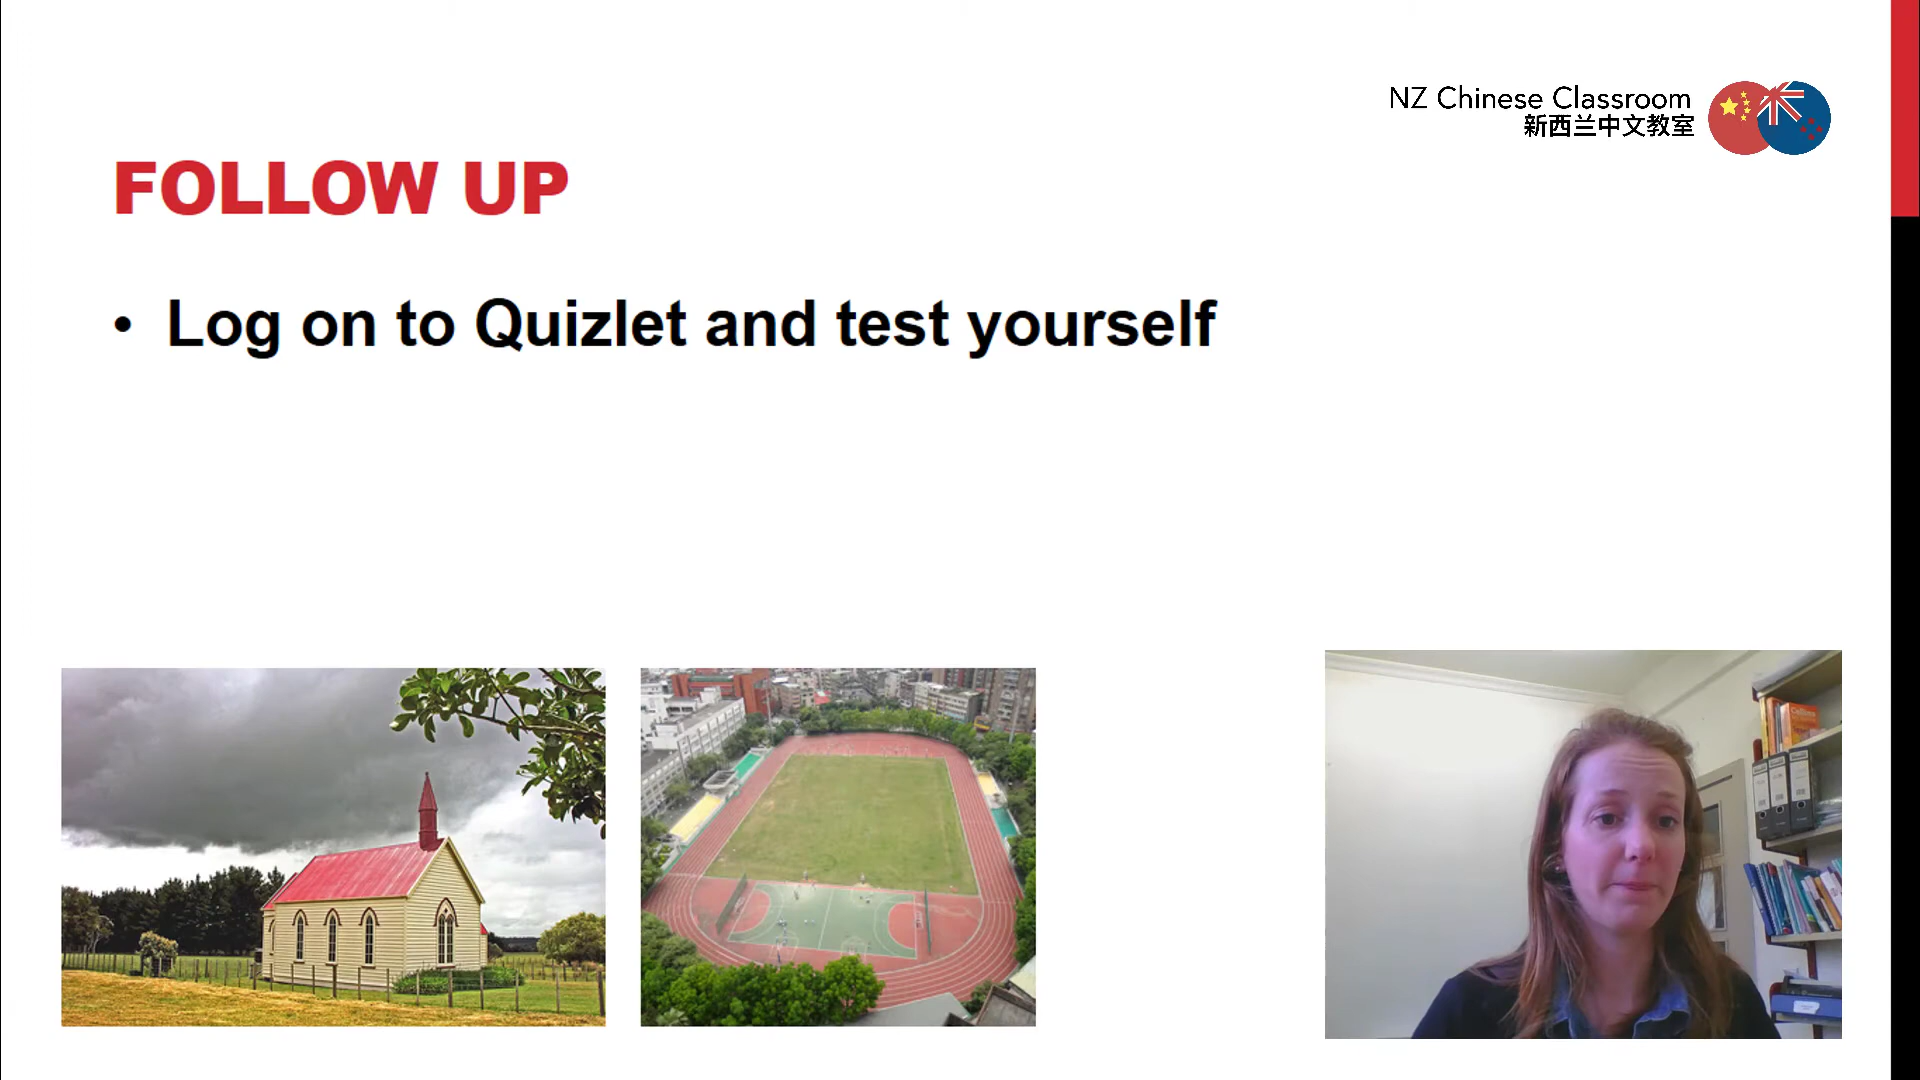 NZ Chinese Classroom
新西兰中文教室
FOLLOW UP
• Log on to Quizlet and test yourself